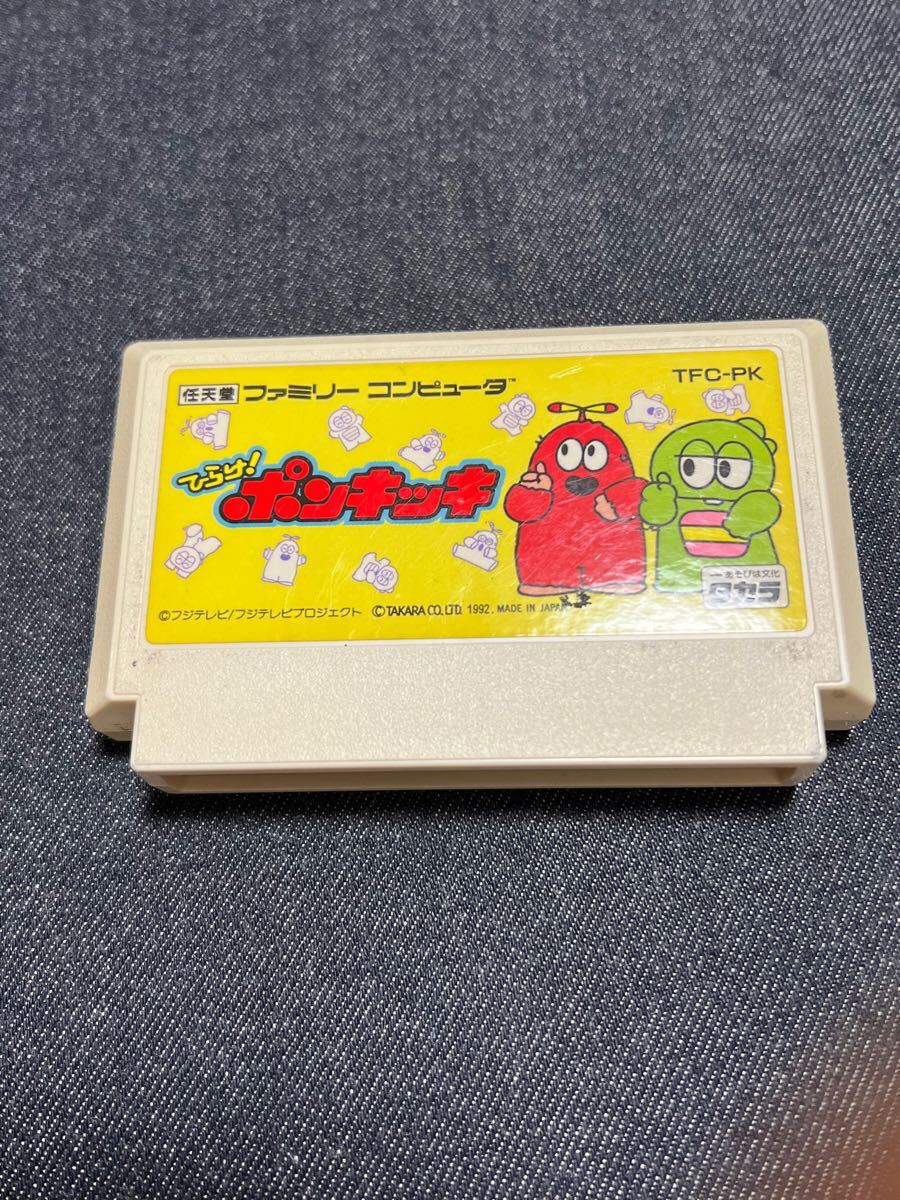 任天堂 ファミリー コンピュータ™
TFC-PK
ひらけ!
ポンキッキ
あそびは文化
タカラ
©フジテレビ/フジテレビプロジェクト ©TAKARA CO., LTD. 1992. MADE IN JAPAN